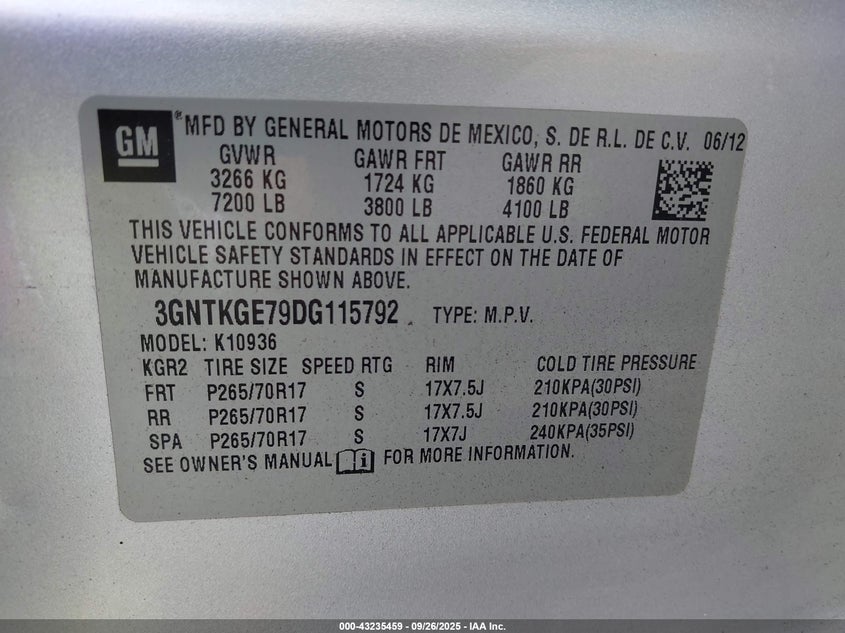 GM
® MFD BY GENERAL MOTORS DE MEXICO, S. DE R.L. DE C.V. 06/12
GVWR GAWR FRT GAWR RR
3266 KG 1724 KG 1860 KG
7200 LB 3800 LB 4100 LB
THIS VEHICLE CONFORMS TO ALL APPLICABLE U.S. FEDERAL MOTOR
VEHICLE SAFETY STANDARDS IN EFFECT ON THE DATE OF
MANUFACTURE SHOWN ABOVE.
3GNTKGE79DG115792 TYPE: M.P.V.
MODEL: K10936
KGR2 TIRE SIZE SPEED RTG RIM COLD TIRE PRESSURE
FRT P265/70R17 S 17X7.5J 210KPA(30PSI)
RR P265/70R17 S 17X7.5J 210KPA(30PSI)
SPA P265/70R17 S 17X7J 240KPA(35PSI)
SEE OWNER'S MANUAL i FOR MORE INFORMATION.
000-43235459 - 09/26/2025 - IAA Inc.